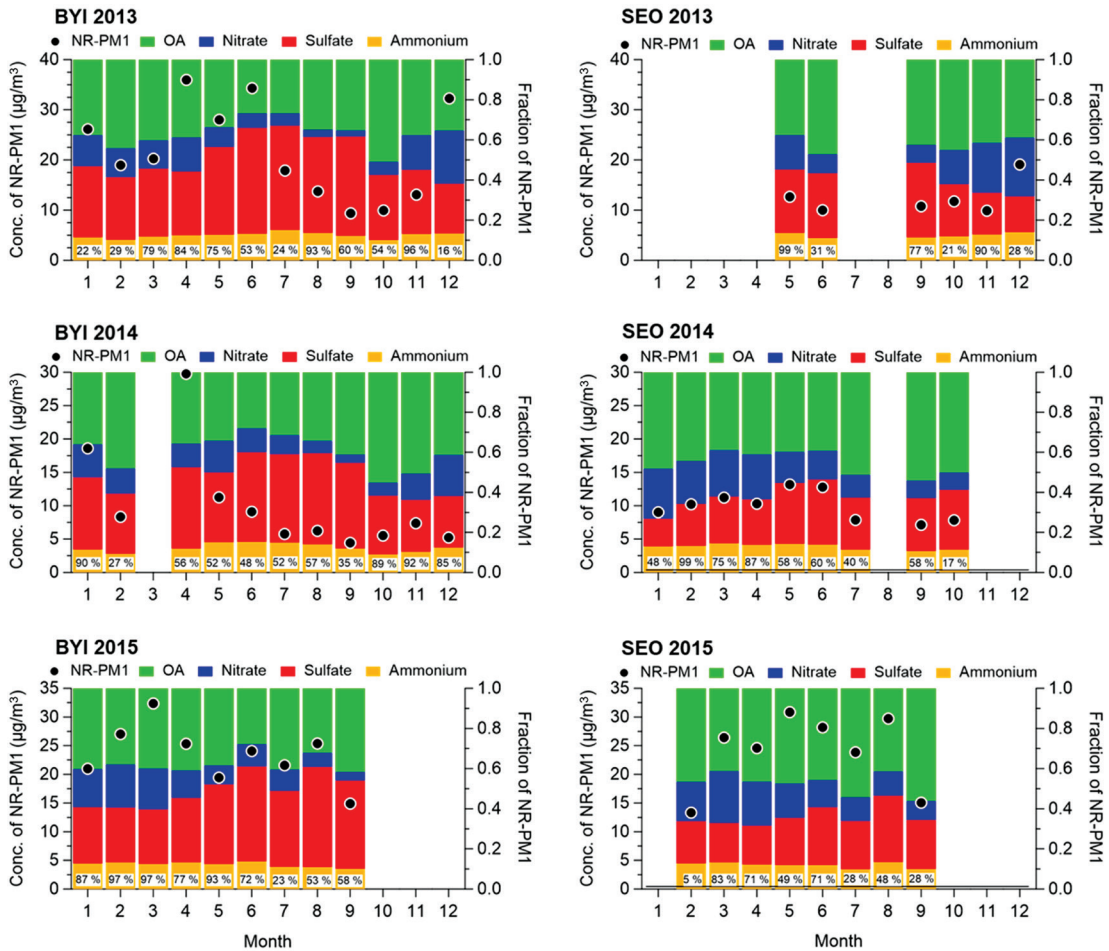 BYI 2013
NR-PM1 OA Nitrate Sulfate Ammonium
Conc. of NR-PM1 (µg/m³)
40
30
20
10
0
1.0
0.8
0.6
0.4
0.2
0.0
Fraction of NR-PM1
22 % 29 % 79 % 84 % 75 % 53 % 24 % 93 % 60 % 54 % 96 % 16 %
1 2 3 4 5 6 7 8 9 10 11 12
SEO 2013
NR-PM1 OA Nitrate Sulfate Ammonium
Conc. of NR-PM1 (µg/m³)
40
30
20
10
0
1.0
0.8
0.6
0.4
0.2
0.0
Fraction of NR-PM1
99 % 31 % 77 % 21 % 90 % 28 %
1 2 3 4 5 6 7 8 9 10 11 12
BYI 2014
NR-PM1 OA Nitrate Sulfate Ammonium
Conc. of NR-PM1 (µg/m³)
30
25
20
15
10
5
0
1.0
0.8
0.6
0.4
0.2
0.0
Fraction of NR-PM1
90 % 27 % 56 % 52 % 48 % 52 % 57 % 35 % 89 % 92 % 85 %
1 2 3 4 5 6 7 8 9 10 11 12
SEO 2014
NR-PM1 OA Nitrate Sulfate Ammonium
Conc. of NR-PM1 (µg/m³)
30
25
20
15
10
5
0
1.0
0.8
0.6
0.4
0.2
0.0
Fraction of NR-PM1
48 % 99 % 75 % 87 % 58 % 60 % 40 % 58 % 17 %
1 2 3 4 5 6 7 8 9 10 11 12
BYI 2015
NR-PM1 OA Nitrate Sulfate Ammonium
Conc. of NR-PM1 (µg/m³)
35
30
25
20
15
10
5
0
1.0
0.8
0.6
0.4
0.2
0.0
Fraction of NR-PM1
87 % 97 % 97 % 77 % 93 % 72 % 23 % 53 % 58 %
1 2 3 4 5 6 7 8 9 10 11 12
Month
SEO 2015
NR-PM1 OA Nitrate Sulfate Ammonium
Conc. of NR-PM1 (µg/m³)
35
30
25
20
15
10
5
0
1.0
0.8
0.6
0.4
0.2
0.0
Fraction of NR-PM1
5 % 83 % 71 % 49 % 71 % 28 % 48 % 28 %
1 2 3 4 5 6 7 8 9 10 11 12
Month